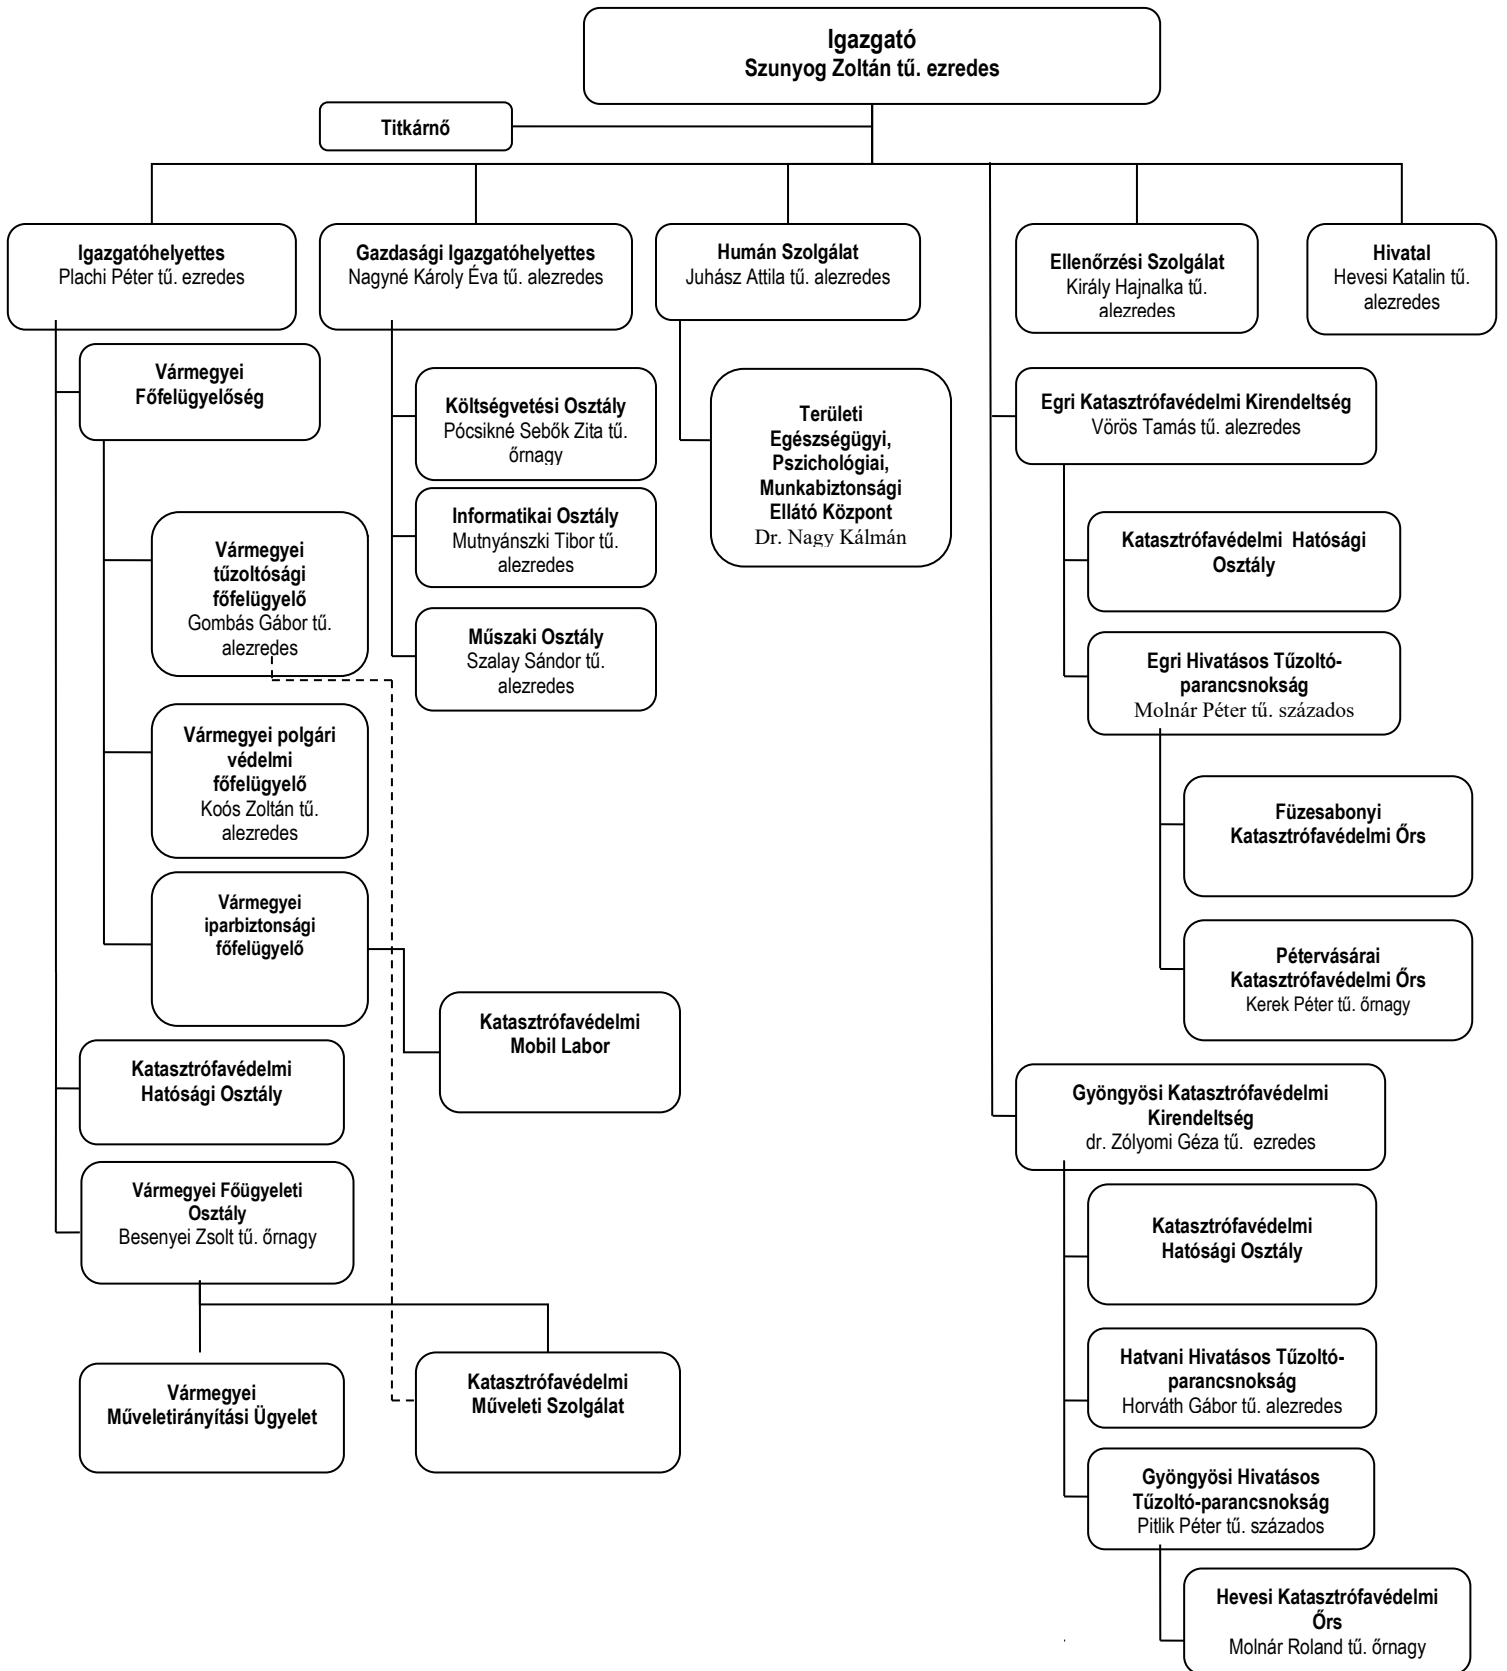 Igazgató
Szunyog Zoltán tű. ezredes
Titkárnő
Igazgatóhelyettes
Plachi Péter tű. ezredes
Gazdasági Igazgatóhelyettes
Nagyné Károly Éva tű. alezredes
Humán Szolgálat
Juhász Attila tű. alezredes
Ellenőrzési Szolgálat
Király Hajnalka tű.
alezredes
Hivatal
Hevesi Katalin tű.
alezredes
Vármegyei
Főfelügyelőség
Vármegyei
tűzoltósági
főfelügyelő
Gombás Gábor tű.
alezredes
Vármegyei polgári
védelmi
főfelügyelő
Koós Zoltán tű.
alezredes
Vármegyei
iparbiztonsági
főfelügyelő
Katasztrófavédelmi
Mobil Labor
Katasztrófavédelmi
Hatósági Osztály
Vármegyei Főügyeleti
Osztály
Besenyei Zsolt tű. őrnagy
Vármegyei
Műveletirányítási Ügyelet
Katasztrófavédelmi
Műveleti Szolgálat
Költségvetési Osztály
Pócsikné Sebők Zita tű.
őrnagy
Informatikai Osztály
Mutnyánszki Tibor tű.
alezredes
Műszaki Osztály
Szalay Sándor tű.
alezredes
Területi
Egészségügyi,
Pszichológiai,
Munkabiztonsági
Ellátó Központ
Dr. Nagy Kálmán
Egri Katasztrófavédelmi Kirendeltség
Vörös Tamás tű. alezredes
Katasztrófavédelmi Hatósági
Osztály
Egri Hivatásos Tűzoltó-
parancsnokság
Molnár Péter tű. százados
Füzesabonyi
Katasztrófavédelmi Őrs
Pétervásárai
Katasztrófavédelmi Őrs
Kerek Péter tű. őrnagy
Gyöngyösi Katasztrófavédelmi
Kirendeltség
dr. Zólyomi Géza tű. ezredes
Katasztrófavédelmi
Hatósági Osztály
Hatvani Hivatásos Tűzoltó-
parancsnokság
Horváth Gábor tű. alezredes
Gyöngyösi Hivatásos
Tűzoltó-parancsnokság
Pitlik Péter tű. százados
Hevesi Katasztrófavédelmi
Őrs
Molnár Roland tű. őrnagy